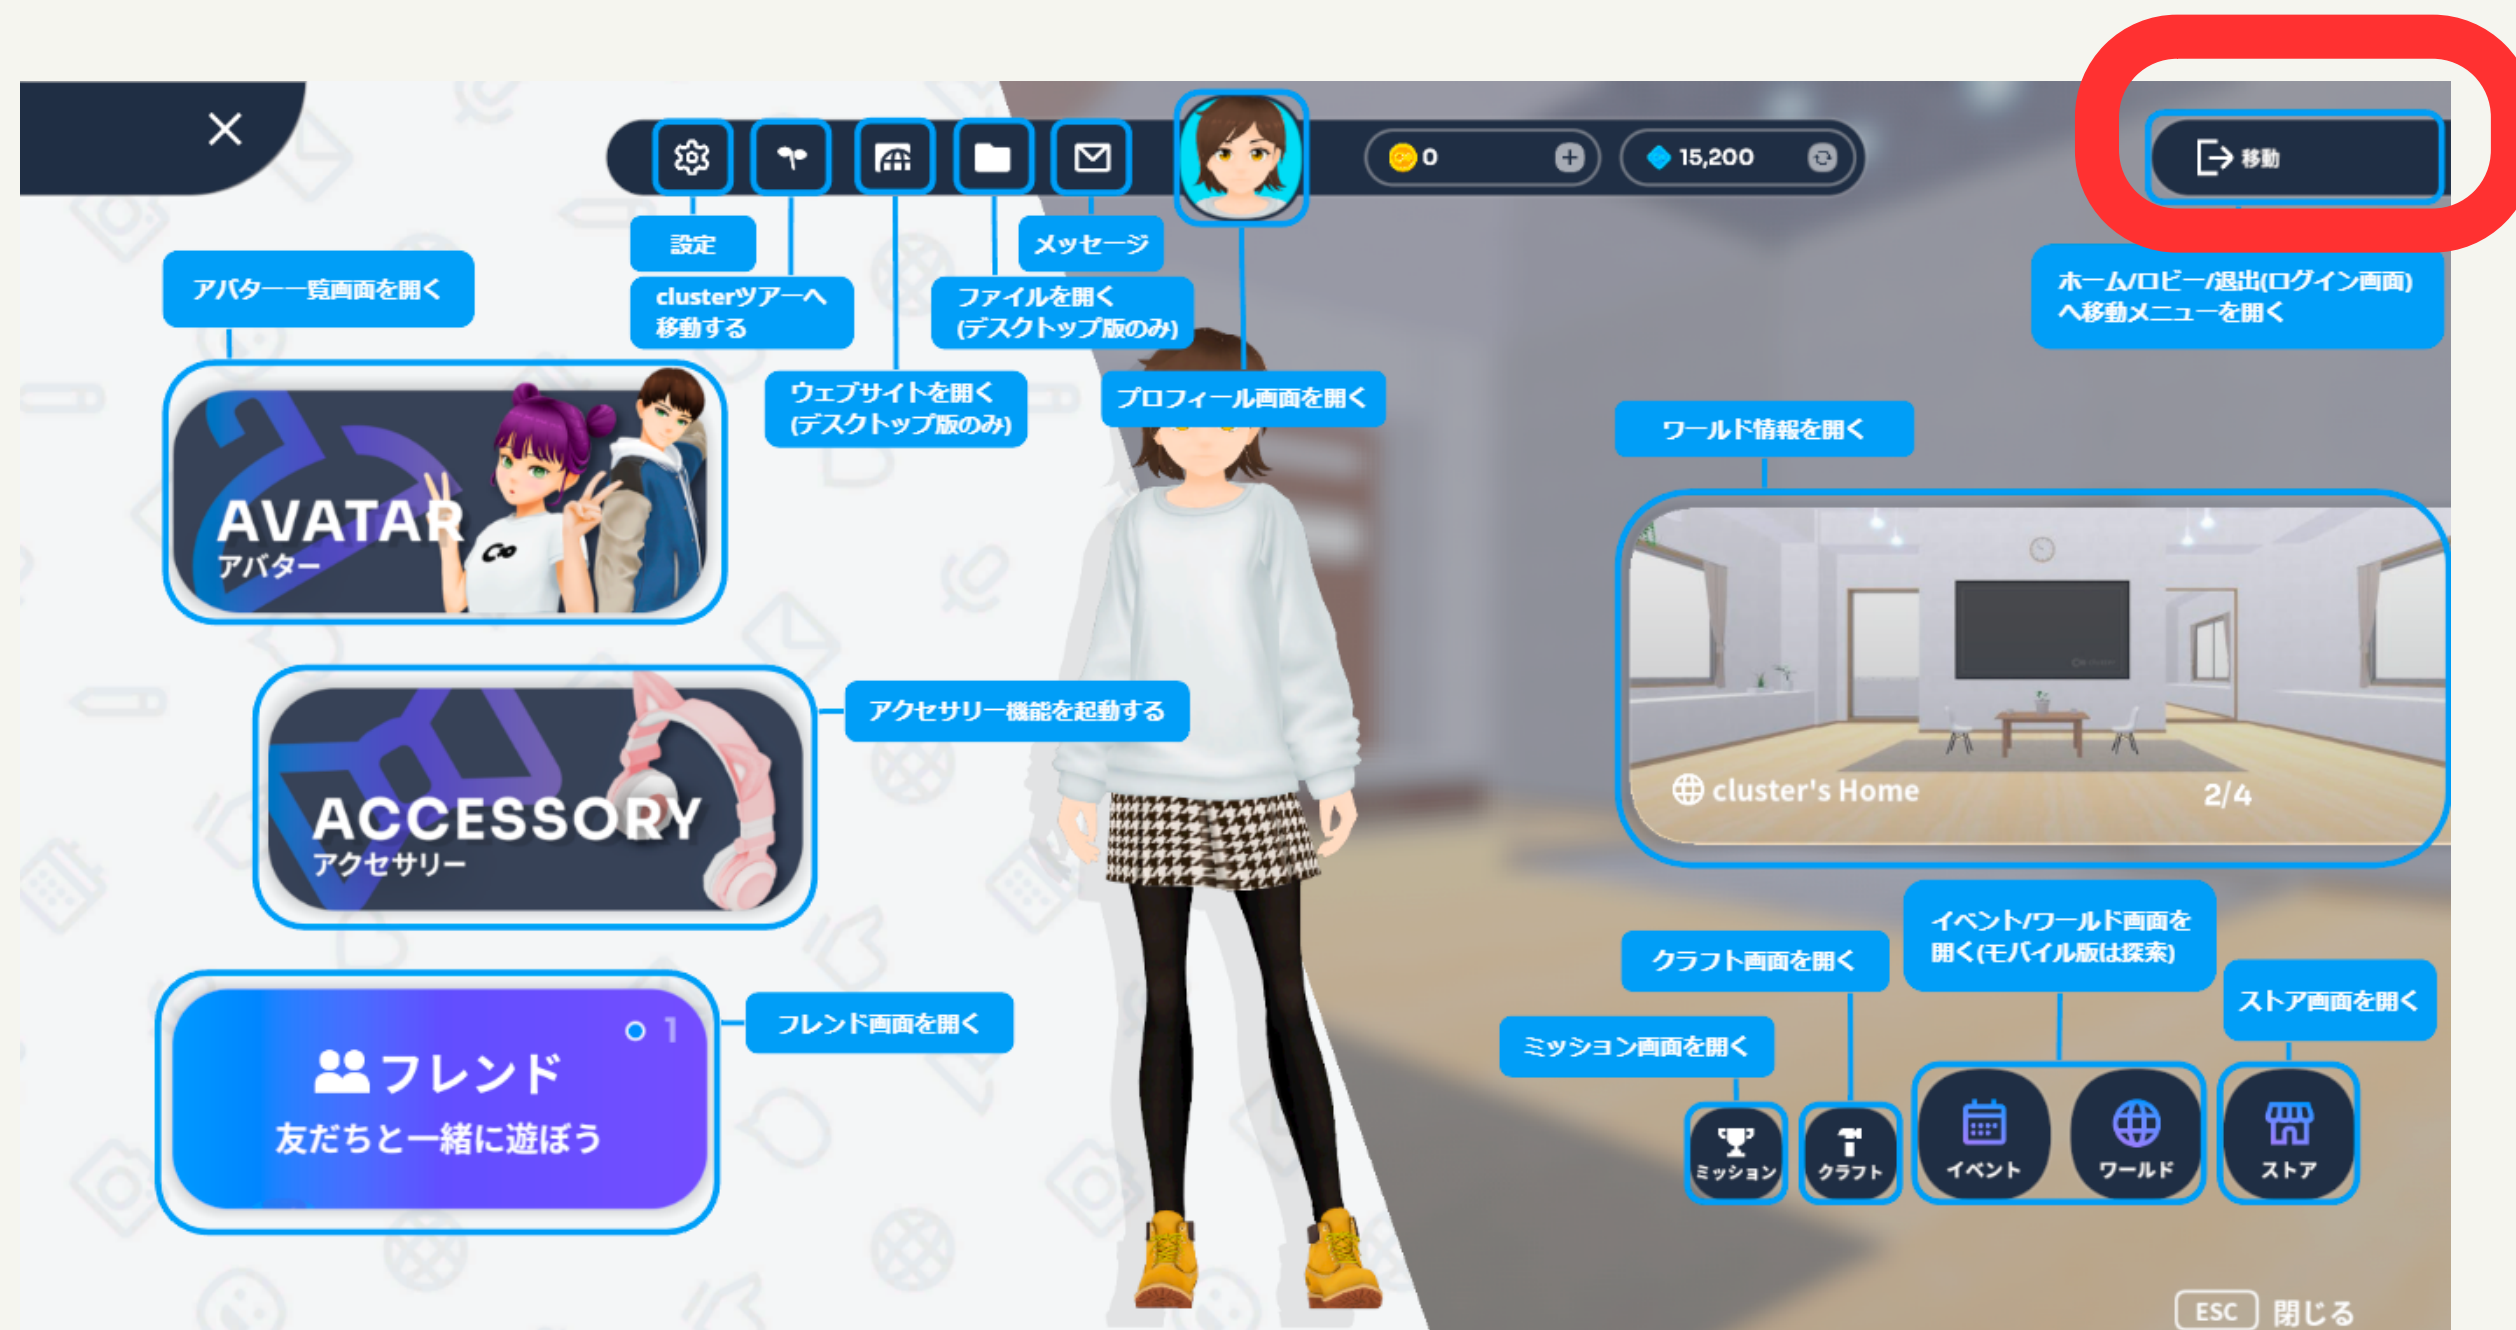 0
15,200
移動
設定
メッセージ
アバター一覧画面を開く
clusterツアーへ
移動する
ファイルを開く
(デスクトップ版のみ)
ホーム/ロビー/退出(ログイン画面)
へ移動メニューを開く
ウェブサイトを開く
(デスクトップ版のみ)
プロフィール画面を開く
ワールド情報を開く
AVATAR
アバター
アクセサリー機能を起動する
cluster's Home
2/4
ACCESSORY
アクセサリー
イベント/ワールド画面を
開く(モバイル版は探索)
クラフト画面を開く
ストア画面を開く
フレンド画面を開く
ミッション画面を開く
1
フレンド
友だちと一緒に遊ぼう
ミッション
クラフト
イベント
ワールド
ストア
ESC 閉じる